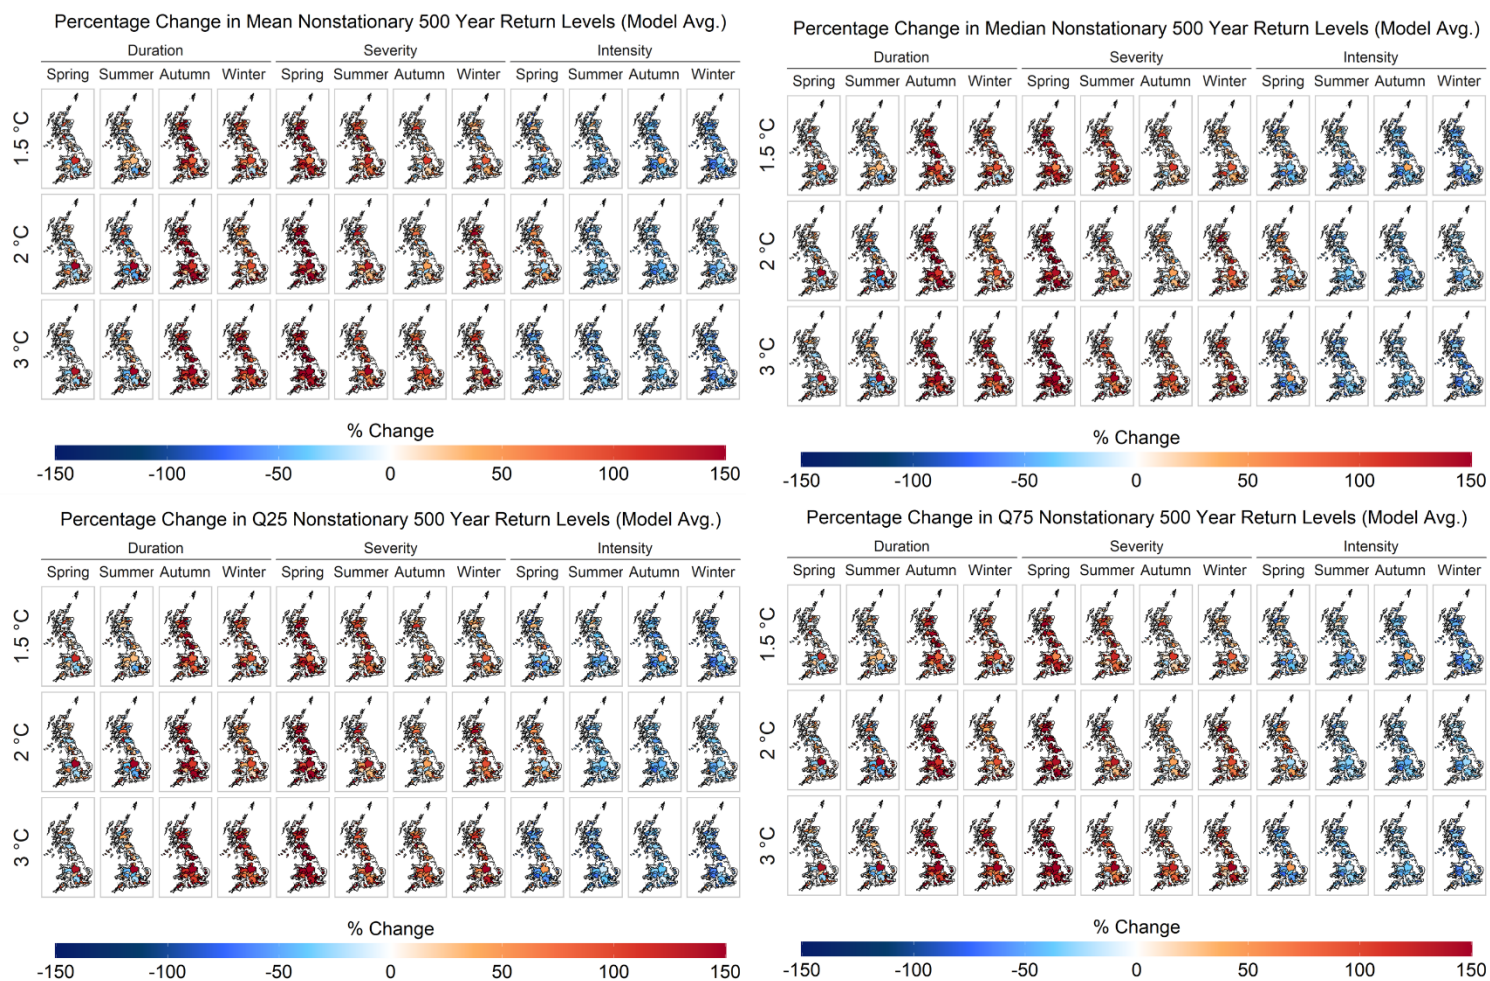 Percentage Change in Mean Nonstationary 500 Year Return Levels (Model Avg.)
Duration Severity Intensity
Spring Summer Autumn Winter Spring Summer Autumn Winter Spring Summer Autumn Winter
1.5 °C
2 °C
3 °C
% Change
-150 -100 -50 0 50 100 150
Percentage Change in Median Nonstationary 500 Year Return Levels (Model Avg.)
Duration Severity Intensity
Spring Summer Autumn Winter Spring Summer Autumn Winter Spring Summer Autumn Winter
1.5 °C
2 °C
3 °C
% Change
-150 -100 -50 0 50 100 150
Percentage Change in Q25 Nonstationary 500 Year Return Levels (Model Avg.)
Duration Severity Intensity
Spring Summer Autumn Winter Spring Summer Autumn Winter Spring Summer Autumn Winter
1.5 °C
2 °C
3 °C
% Change
-150 -100 -50 0 50 100 150
Percentage Change in Q75 Nonstationary 500 Year Return Levels (Model Avg.)
Duration Severity Intensity
Spring Summer Autumn Winter Spring Summer Autumn Winter Spring Summer Autumn Winter
1.5 °C
2 °C
3 °C
% Change
-150 -100 -50 0 50 100 150